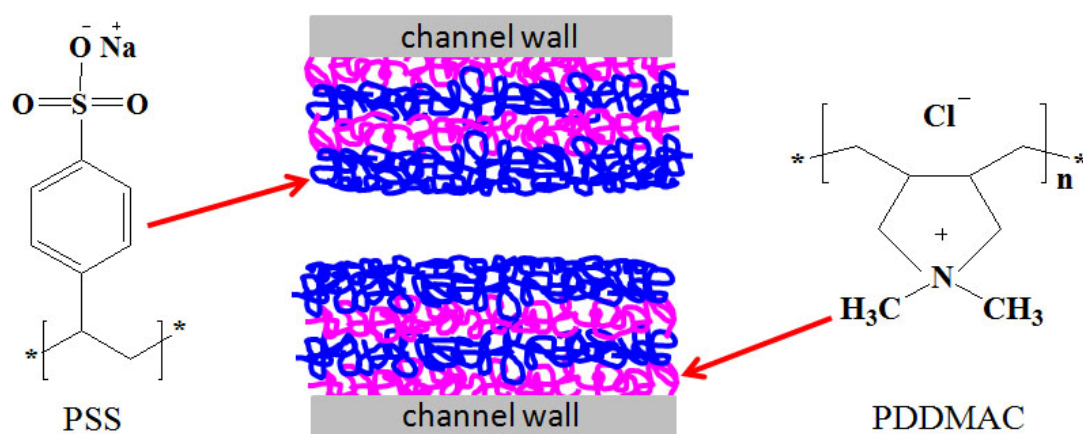 O⁻ Na⁺
O=S=O
*[ ]*
PSS
channel wall
channel wall
Cl⁻
*[ ]n*
+
N
H₃C CH₃
PDDMAC